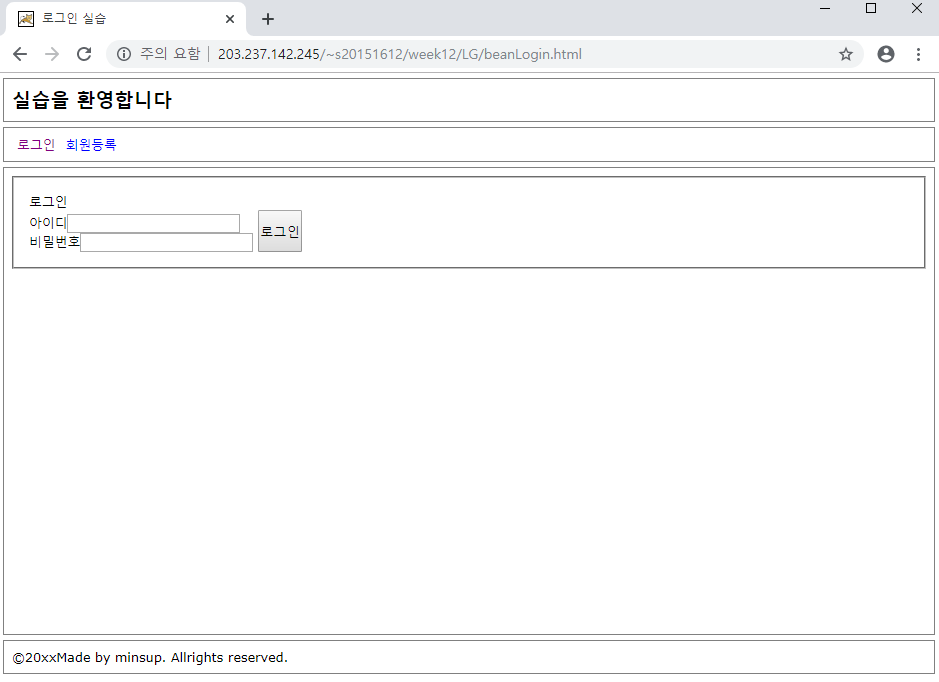 로그인 실습
주의 요함 203.237.142.245/~s20151612/week12/LG/beanLogin.html
실습을 환영합니다
로그인 회원등록
로그인
아이디
비밀번호
로그인
©20xxMade by minsup. Allrights reserved.